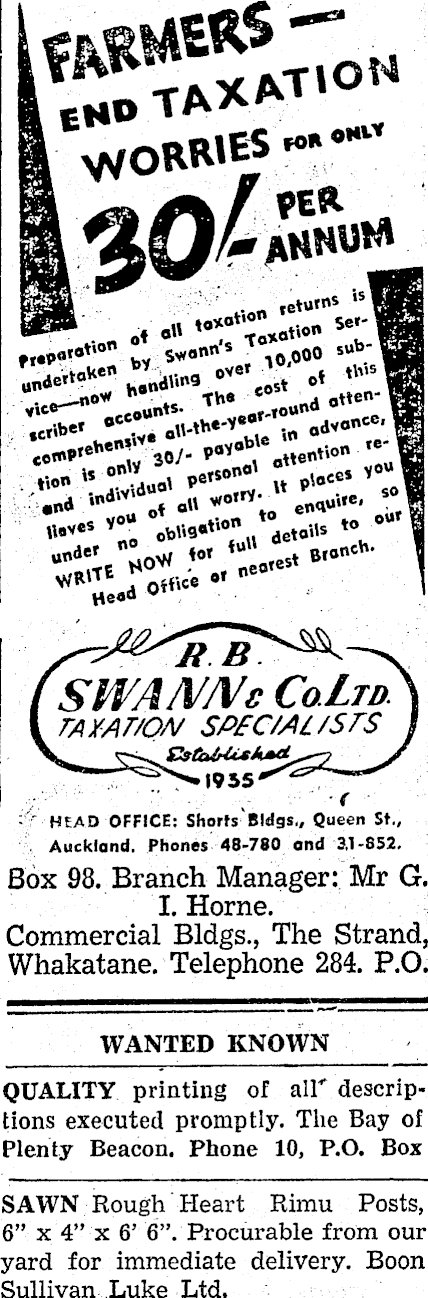 FARMERS —
END TAXATION
WORRIES FOR ONLY
30/- PER
ANNUM
Preparation of all taxation returns is
undertaken by Swann's Taxation Ser-
vice—now handling over 10,000 sub-
scriber accounts. The cost of this
comprehensive all-the-year-round atten-
tion is only 30/- payable in advance,
and individual personal attention re-
lieves you of all worry. It places you
under no obligation to enquire, so
WRITE NOW for full details to our
Head Office or nearest Branch.
R. B.
SWANN & Co. LTD.
TAXATION SPECIALISTS
Established
1935
HEAD OFFICE: Shorts Bldgs., Queen St.,
Auckland. Phones 48-780 and 31-852.
Box 98. Branch Manager: Mr G.
I. Horne.
Commercial Bldgs., The Strand,
Whakatane. Telephone 284. P.O.
WANTED KNOWN
QUALITY printing of all descrip-
tions executed promptly. The Bay of
Plenty Beacon. Phone 10, P.O. Box
SAWN Rough Heart Rimu Posts,
6” x 4” x 6’ 6”. Procurable from our
yard for immediate delivery. Boon
Sullivan Luke Ltd.